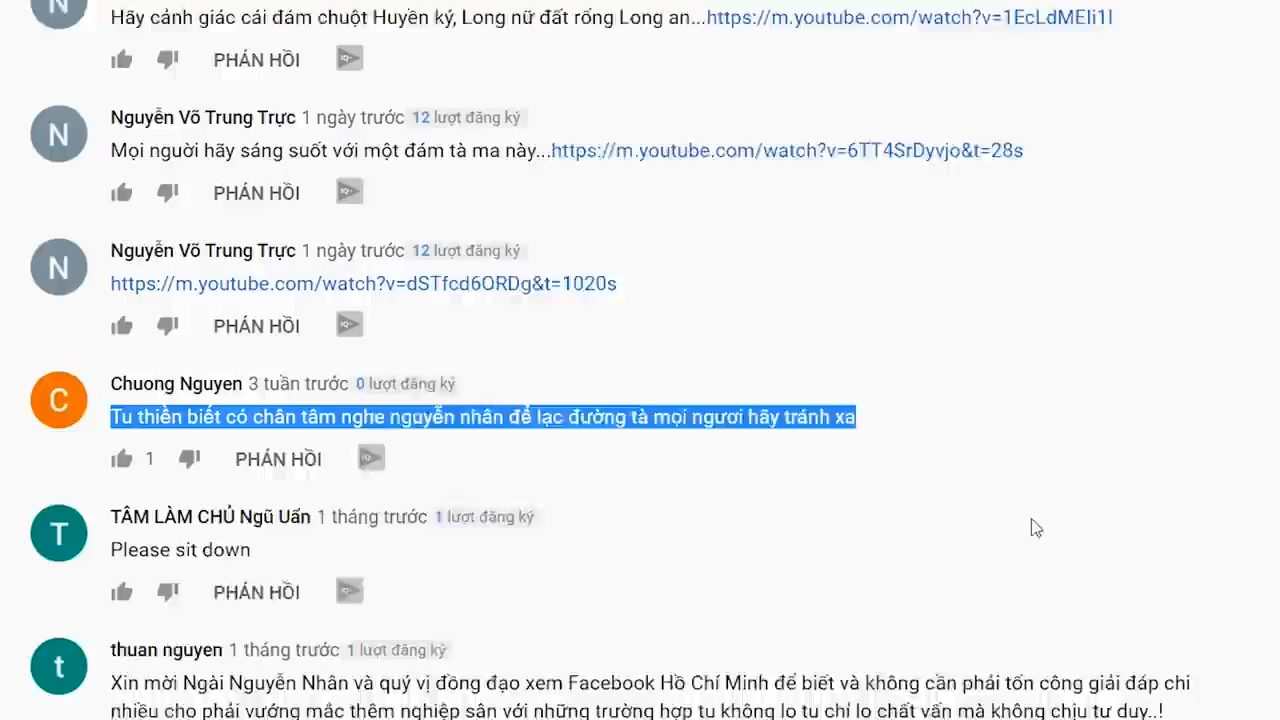 N
Hãy cảnh giác cái đám chuột Huyền ký, Long nữ đất rồng Long an...https://m.youtube.com/watch?v=1EcLdMEIi1I
PHẢN HỒI
N
Nguyễn Võ Trung Trực 1 ngày trước 12 lượt đăng ký
Mọi nguời hãy sáng suốt với một đám tà ma này...https://m.youtube.com/watch?v=6TT4SrDyvjo&t=28s
PHẢN HỒI
N
Nguyễn Võ Trung Trực 1 ngày trước 12 lượt đăng ký
https://m.youtube.com/watch?v=dSTfcd6ORDg&t=1020s
PHẢN HỒI
C
Chuong Nguyen 3 tuần trước 0 lượt đăng ký
Tu thiền biết có chân tâm nghe nguyễn nhân để lạc đường tà mọi ngươi hãy tránh xa
1 PHẢN HỒI
T
TÂM LÀM CHỦ Ngũ Uẩn 1 tháng trước 1 lượt đăng ký
Please sit down
PHẢN HỒI
t
thuan nguyen 1 tháng trước 1 lượt đăng ký
Xin mời Ngài Nguyễn Nhân và quý vị đồng đạo xem Facebook Hồ Chí Minh để biết và không cần phải tốn công giải đáp chi
nhiều cho phải vướng mắc thêm nghiệp sân với những trường hợp tu không lo tu chỉ lo chất vấn mà không chịu tư duy..!